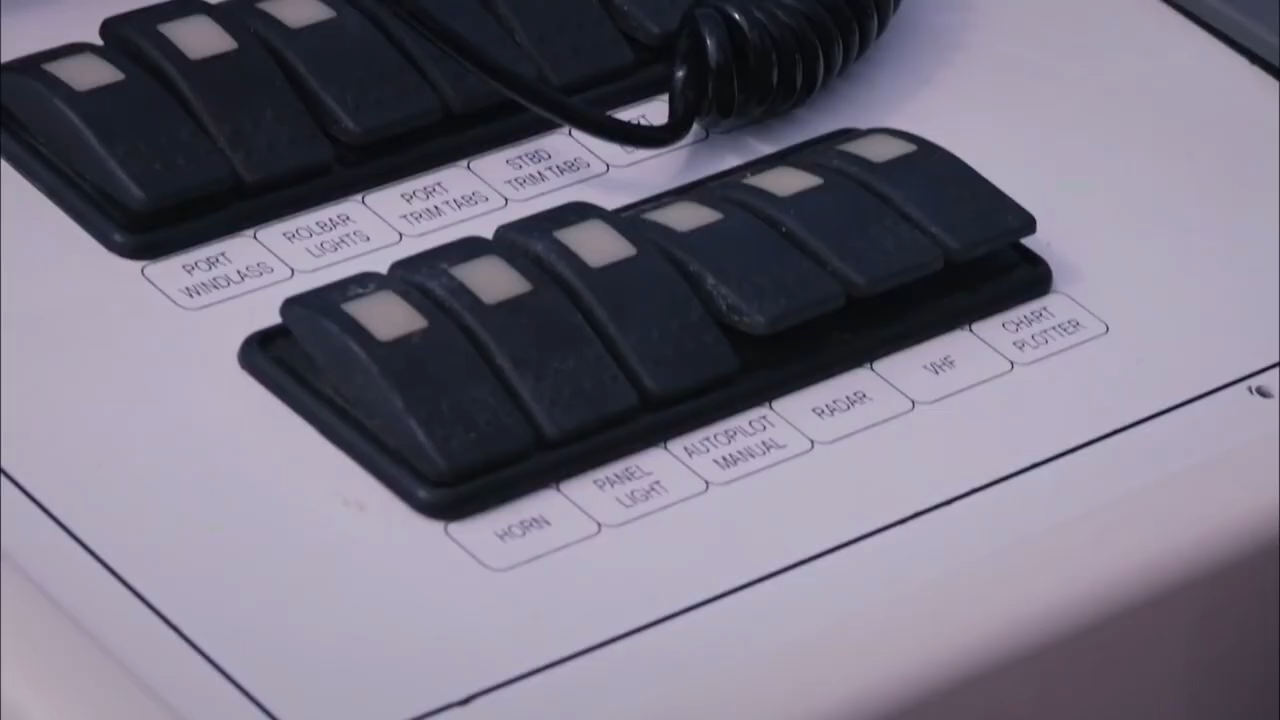 PORT
WINDLASS
ROLBAR
LIGHTS
PORT
TRIM TABS
STBD
TRIM TABS
HORN
PANEL
LIGHT
AUTOPILOT
MANUAL
RADAR
VHF
CHART
PLOTTER